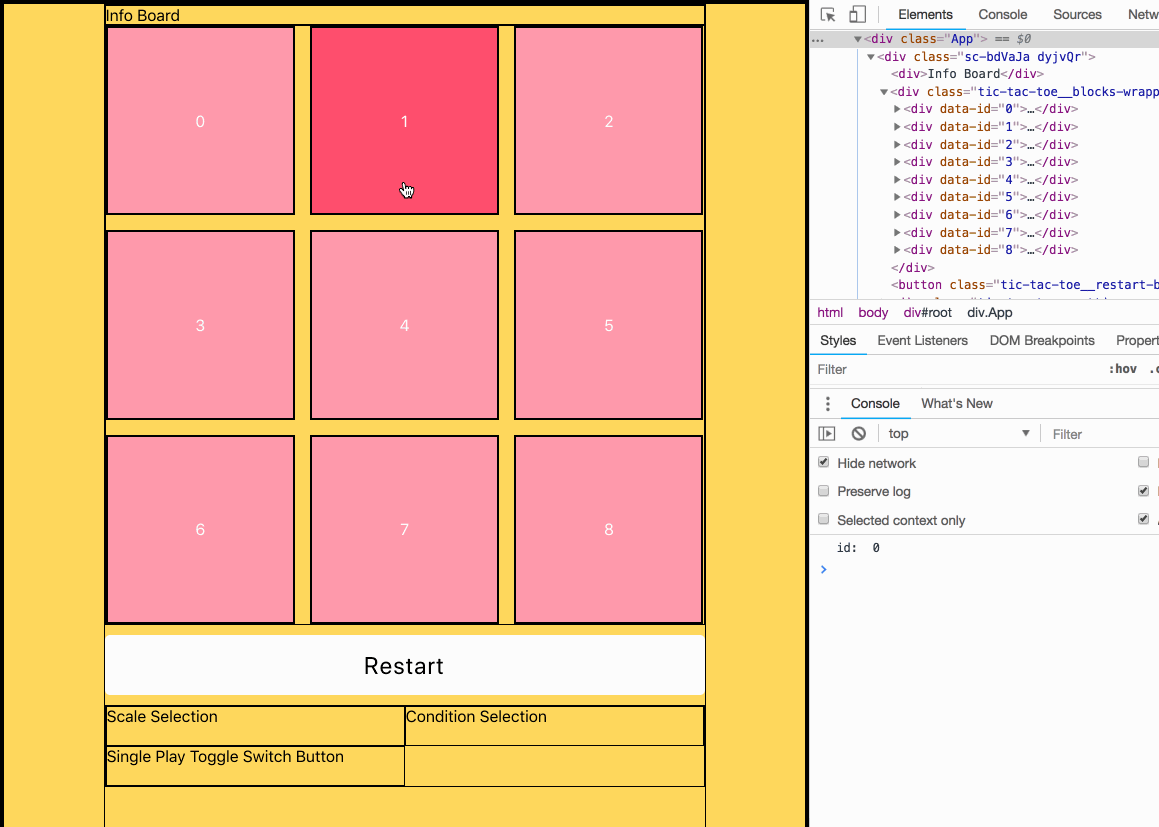 Info Board
0 1 2
3 4 5
6 7 8
Restart
Scale Selection Condition Selection
Single Play Toggle Switch Button
Elements Console Sources Netw
… ▼<div class="App"> == $0
▼<div class="sc-bdVaJa dyjvQr">
<div>Info Board</div>
▼<div class="tic-tac-toe__blocks-wrapp
▶<div data-id="0">…</div>
▶<div data-id="1">…</div>
▶<div data-id="2">…</div>
▶<div data-id="3">…</div>
▶<div data-id="4">…</div>
▶<div data-id="5">…</div>
▶<div data-id="6">…</div>
▶<div data-id="7">…</div>
▶<div data-id="8">…</div>
</div>
<button class="tic-tac-toe__restart-b
html body div#root div.App
Styles Event Listeners DOM Breakpoints Propert
Filter :hov .c
Console What's New
top ▼ Filter
Hide network
Preserve log
Selected context only
id: 0
>